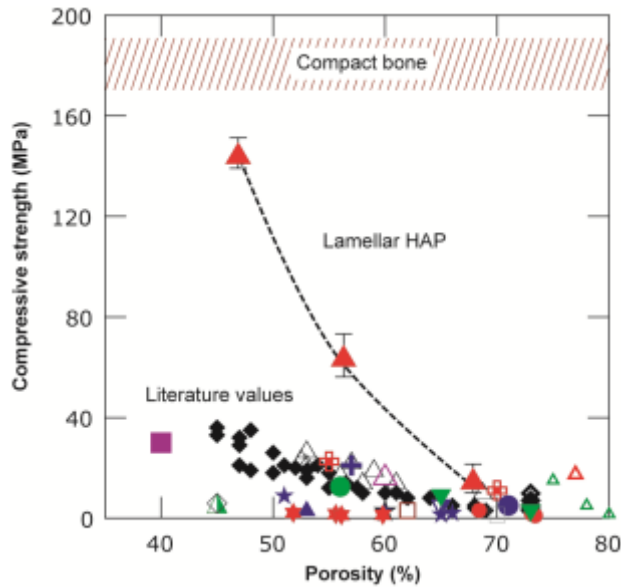 200
Compact bone
160
120
Lamellar HAP
80
Literature values
40
0
40 50 60 70 80
Compressive strength (MPa)
Porosity (%)